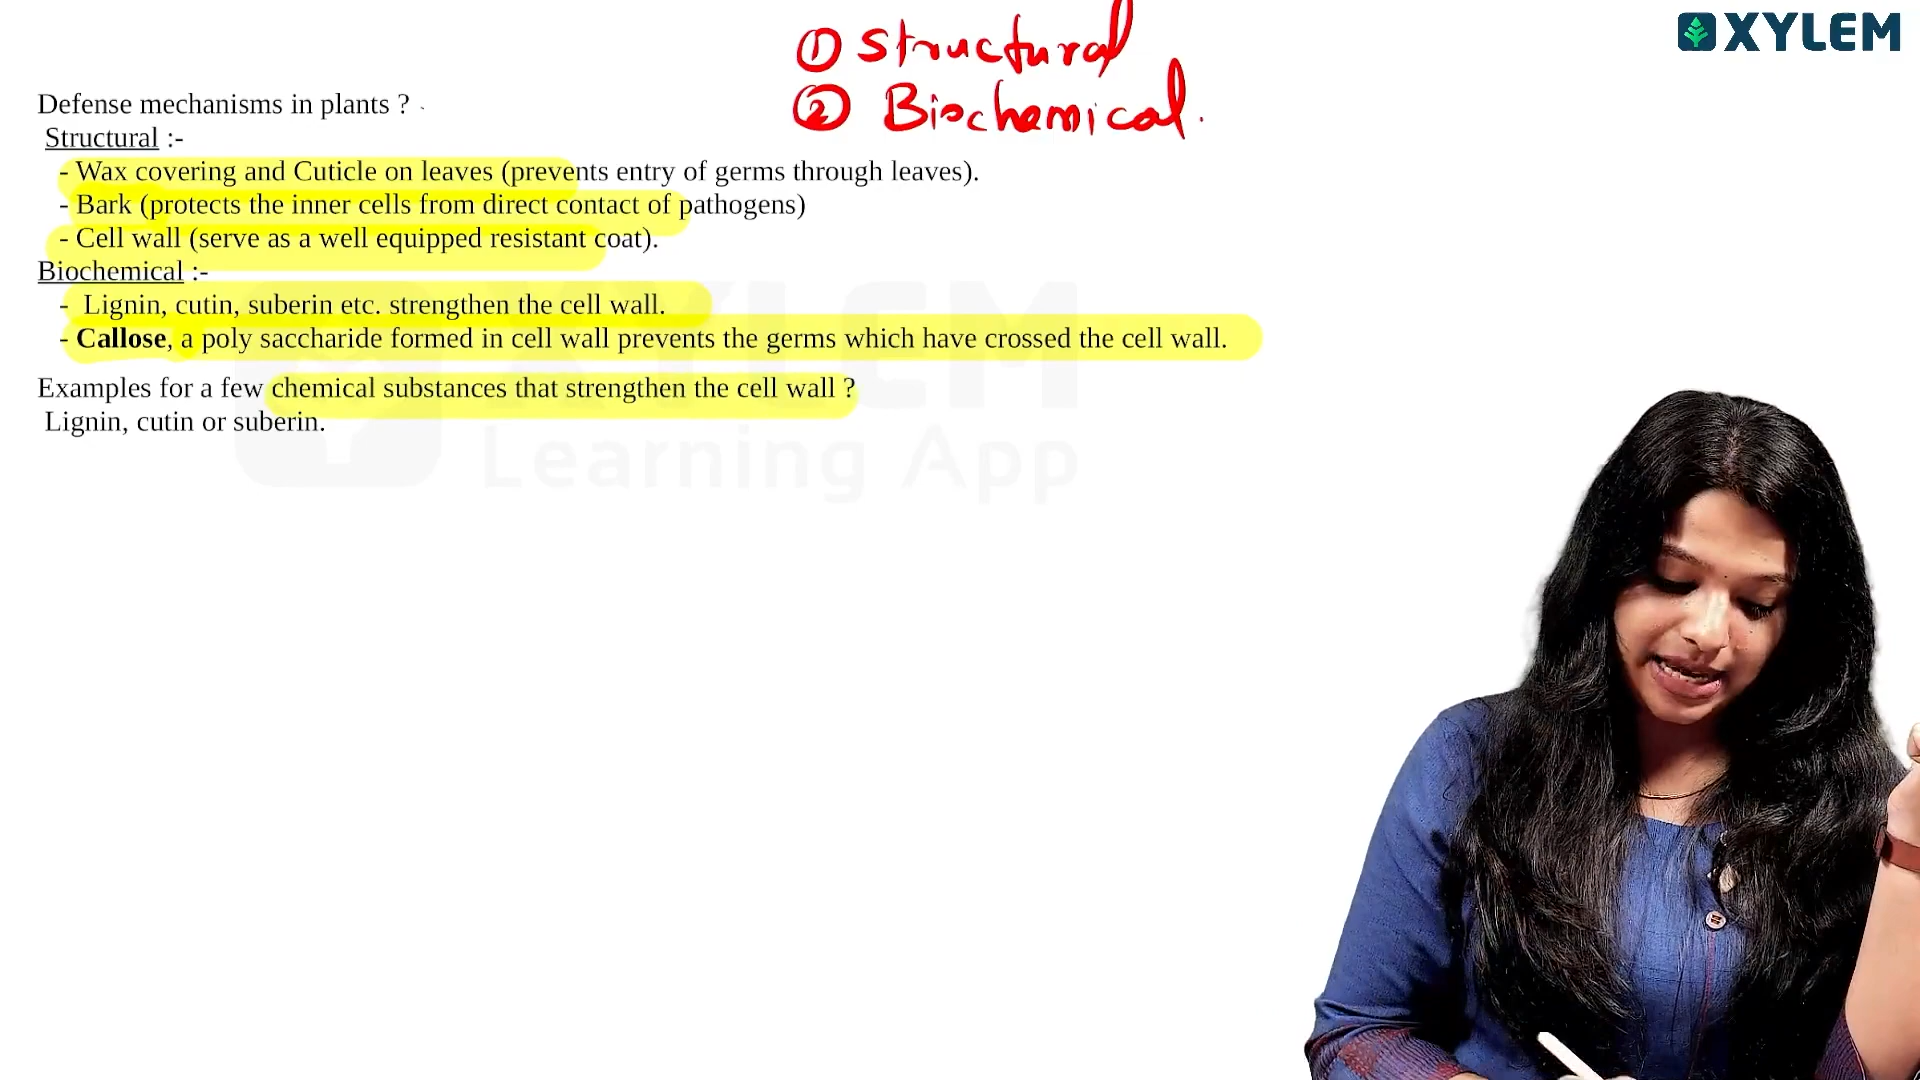 ① Structural
② Biochemical.
XYLEM
Defense mechanisms in plants ?
Structural :-
- Wax covering and Cuticle on leaves (prevents entry of germs through leaves).
- Bark (protects the inner cells from direct contact of pathogens)
- Cell wall (serve as a well equipped resistant coat).
Biochemical :-
- Lignin, cutin, suberin etc. strengthen the cell wall.
- Callose, a poly saccharide formed in cell wall prevents the germs which have crossed the cell wall.
Examples for a few chemical substances that strengthen the cell wall ?
Lignin, cutin or suberin.
XYLEM
Learning App